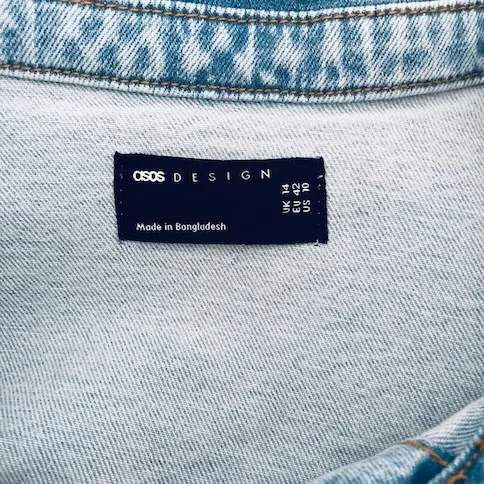 asos DESIGN
UK 14
EU 42
US 10
Made in Bangladesh